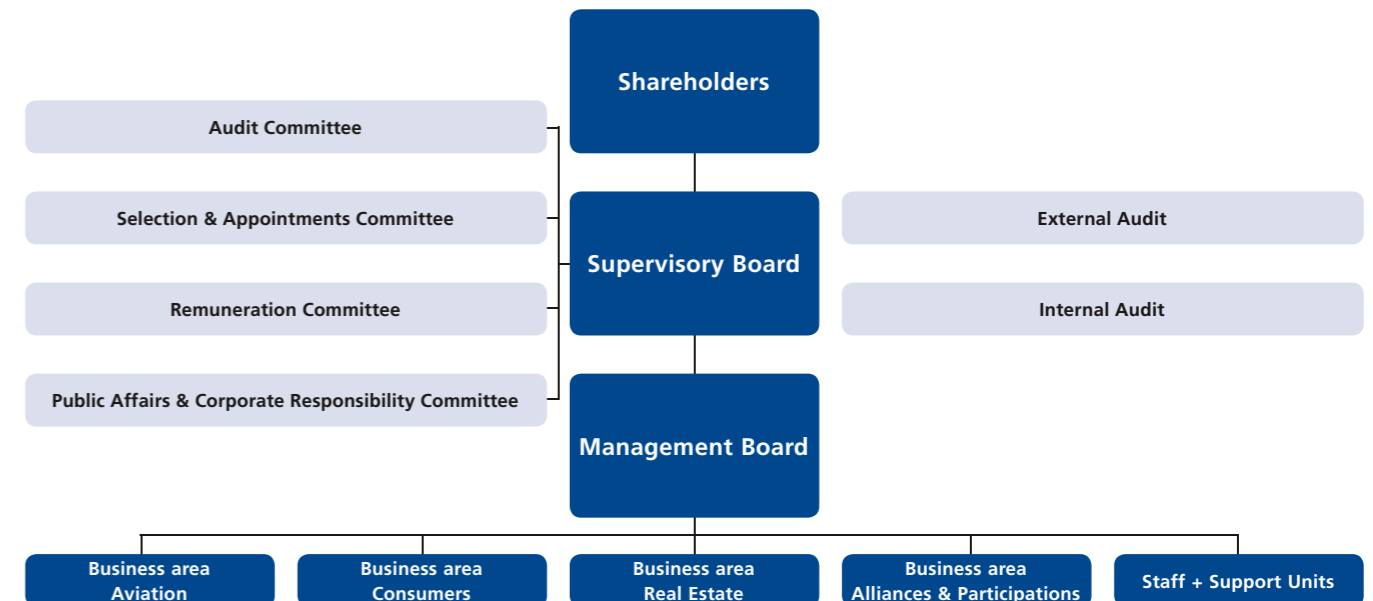 Shareholders
Audit Committee
Selection & Appointments Committee
External Audit
Supervisory Board
Remuneration Committee
Internal Audit
Public Affairs & Corporate Responsibility Committee
Management Board
Business area
Aviation
Business area
Consumers
Business area
Real Estate
Business area
Alliances & Participations
Staff + Support Units